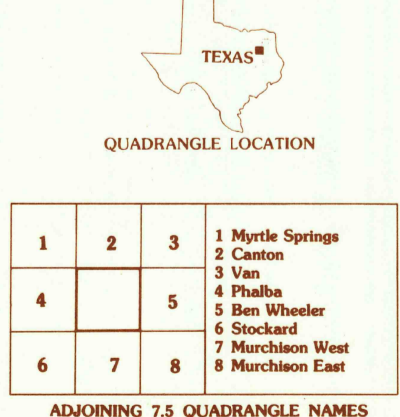 TEXAS
QUADRANGLE LOCATION
1 2 3
4 5
6 7 8
1 Myrtle Springs
2 Canton
3 Van
4 Phalba
5 Ben Wheeler
6 Stockard
7 Murchison West
8 Murchison East
ADJOINING 7.5 QUADRANGLE NAMES